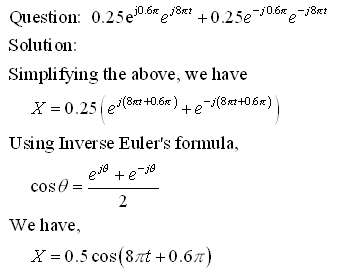 Question: 0.25e^{j0.6π} e^{j8πt} + 0.25e^{-j0.6π} e^{-j8πt}
Solution:
Simplifying the above, we have
X = 0.25 ( e^{j(8πt+0.6π)} + e^{-j(8πt+0.6π)} )
Using Inverse Euler's formula,
cos θ = \frac{e^{jθ} + e^{-jθ}}{2}
We have,
X = 0.5 cos(8πt + 0.6π)